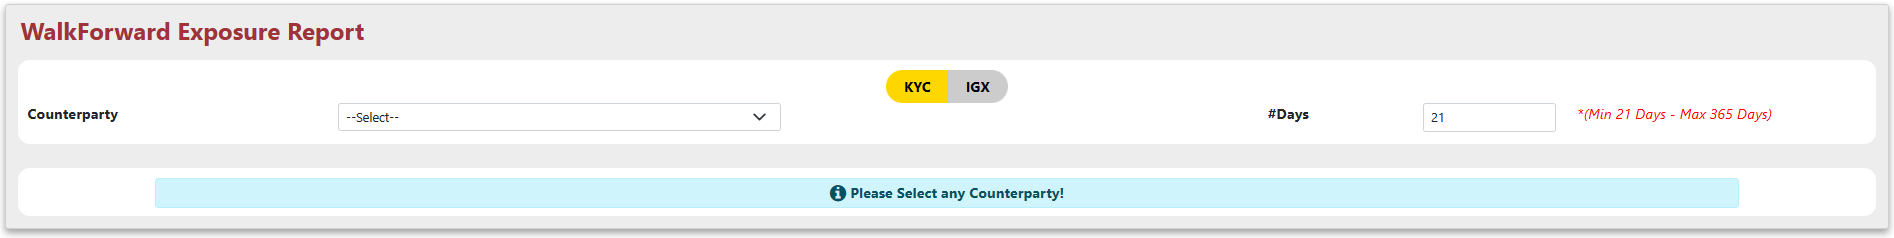 WalkForward Exposure Report
KYC IGX
Counterparty --Select-- #Days 21 *(Min 21 Days - Max 365 Days)
Please Select any Counterparty!